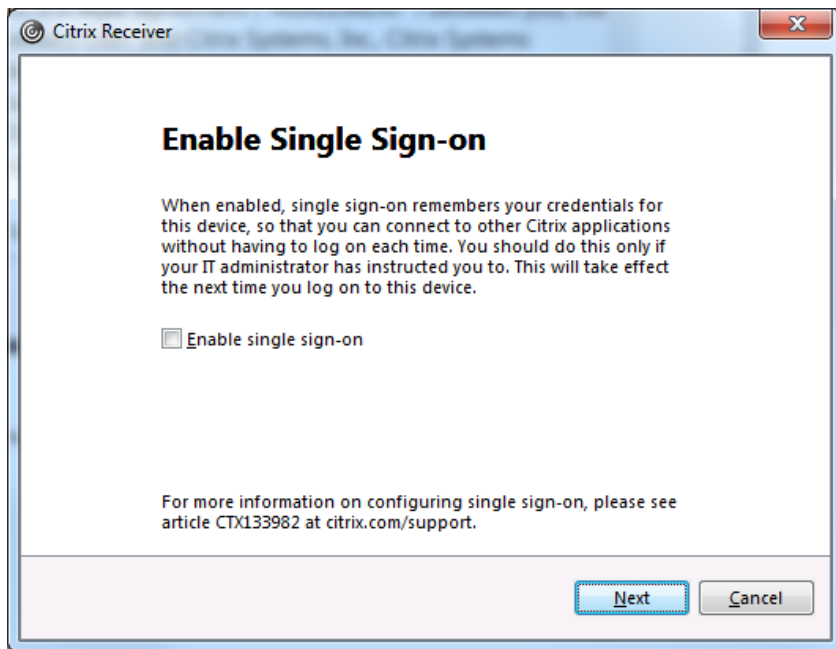 Citrix Receiver
Enable Single Sign-on
When enabled, single sign-on remembers your credentials for
this device, so that you can connect to other Citrix applications
without having to log on each time. You should do this only if
your IT administrator has instructed you to. This will take effect
the next time you log on to this device.
Enable single sign-on
For more information on configuring single sign-on, please see
article CTX133982 at citrix.com/support.
Next
Cancel